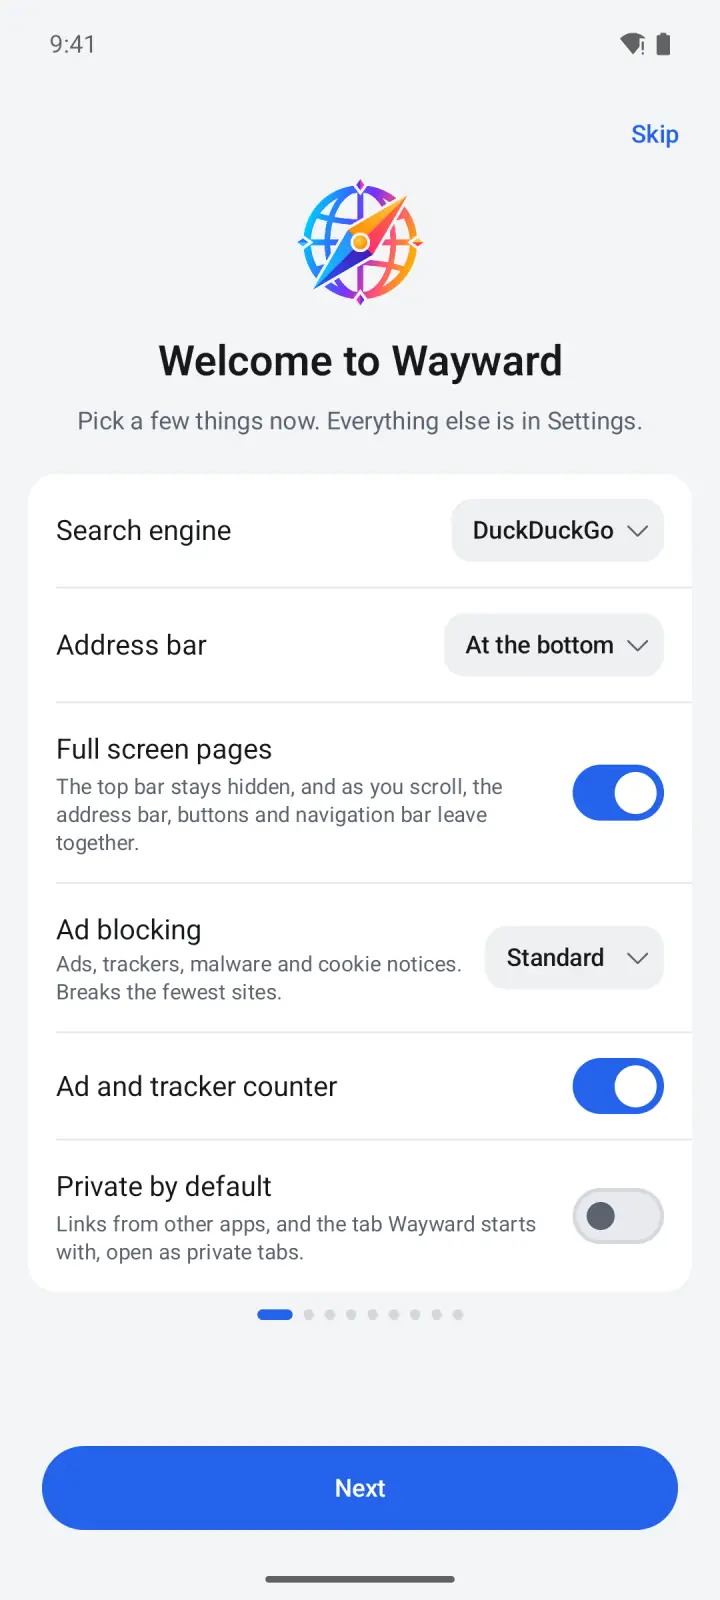 9:41
Skip
Welcome to Wayward
Pick a few things now. Everything else is in Settings.
Search engine
DuckDuckGo
Address bar
At the bottom
Full screen pages
The top bar stays hidden, and as you scroll, the
address bar, buttons and navigation bar leave
together.
Ad blocking
Ads, trackers, malware and cookie notices.
Breaks the fewest sites.
Standard
Ad and tracker counter
Private by default
Links from other apps, and the tab Wayward starts
with, open as private tabs.
Next